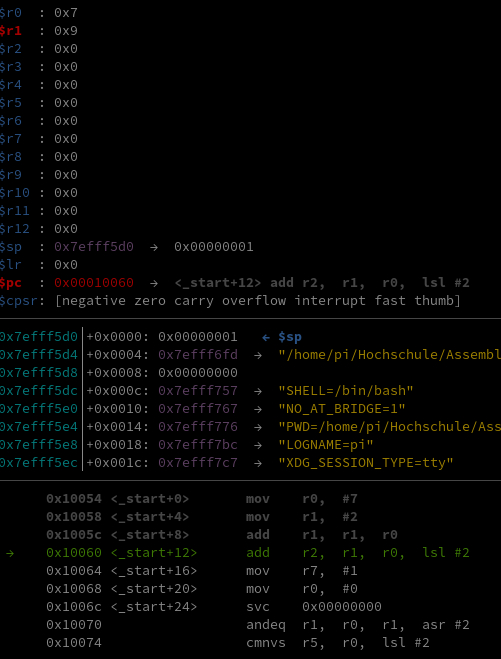 $r0  : 0x7
$r1  : 0x9
$r2  : 0x0
$r3  : 0x0
$r4  : 0x0
$r5  : 0x0
$r6  : 0x0
$r7  : 0x0
$r8  : 0x0
$r9  : 0x0
$r10 : 0x0
$r11 : 0x0
$r12 : 0x0
$sp  : 0x7efff5d0  →  0x00000001
$lr  : 0x0
$pc  : 0x00010060  →  <_start+12> add r2,  r1,  r0,  lsl #2
$cpsr: [negative zero carry overflow interrupt fast thumb]
0x7efff5d0│+0x0000: 0x00000001   ← $sp
0x7efff5d4│+0x0004: 0x7efff6fd  →  "/home/pi/Hochschule/Assembl
0x7efff5d8│+0x0008: 0x00000000
0x7efff5dc│+0x000c: 0x7efff757  →  "SHELL=/bin/bash"
0x7efff5e0│+0x0010: 0x7efff767  →  "NO_AT_BRIDGE=1"
0x7efff5e4│+0x0014: 0x7efff776  →  "PWD=/home/pi/Hochschule/Ass
0x7efff5e8│+0x0018: 0x7efff7bc  →  "LOGNAME=pi"
0x7efff5ec│+0x001c: 0x7efff7c7  →  "XDG_SESSION_TYPE=tty"
0x10054 <_start+0>       mov    r0,  #7
0x10058 <_start+4>       mov    r1,  #2
0x1005c <_start+8>       add    r1,  r1,  r0
→    0x10060 <_start+12>      add    r2,  r1,  r0,  lsl #2
0x10064 <_start+16>      mov    r7,  #1
0x10068 <_start+20>      mov    r0,  #0
0x1006c <_start+24>      svc    0x00000000
0x10070                  andeq  r1,  r0,  r1,  asr #2
0x10074                  cmnvs  r5,  r0,  lsl #2